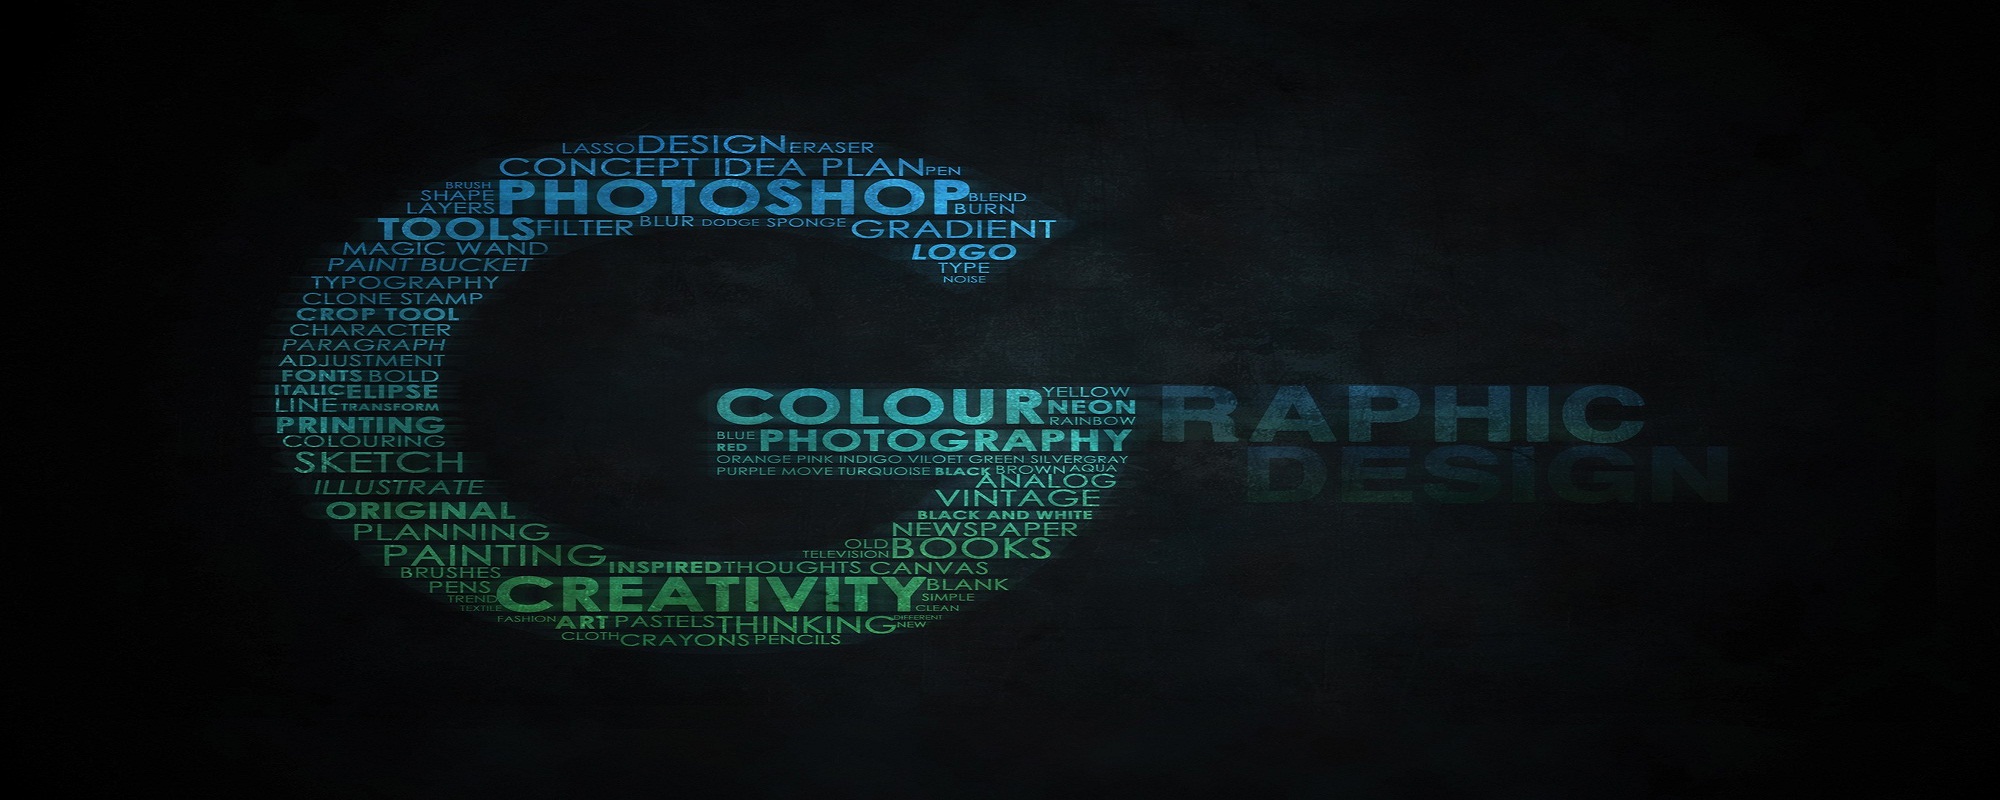 LASSO DESIGN ERASER
CONCEPT IDEA PLAN PEN
BRUSH
SHAPE PHOTOSHOP BLEND
LAYERS BURN
TOOLS FILTER BLUR DODGE SPONGE GRADIENT
MAGIC WAND LOGO
PAINT BUCKET TYPE
TYPOGRAPHY NOISE
CLONE STAMP
CROP TOOL
CHARACTER
PARAGRAPH
ADJUSTMENT
FONTS BOLD
ITALIC ELIPSE
LINE TRANSFORM
PRINTING
COLOURING
SKETCH
ILLUSTRATE
ORIGINAL
PLANNING
PAINTING
COLOUR YELLOW
NEON
RAINBOW
BLUE PHOTOGRAPHY
RED
ORANGE PINK INDIGO VILOET GREEN SILVER GRAY
PURPLE MOVE TURQUOISE BLACK BROWN AQUA
ANALOG
VINTAGE
BLACK AND WHITE
NEWSPAPER
OLD BOOKS
TELEVISION
INSPIRED THOUGHTS CANVAS
BRUSHES
PENS CREATIV!TY BLANK
TREND SIMPLE
TEXTILE CLEAN
FASHION ART PASTELS THINKING DIFFERENT
NEW
CLOTH CRAYONS PENCILS
RAPHIC
DESIGN